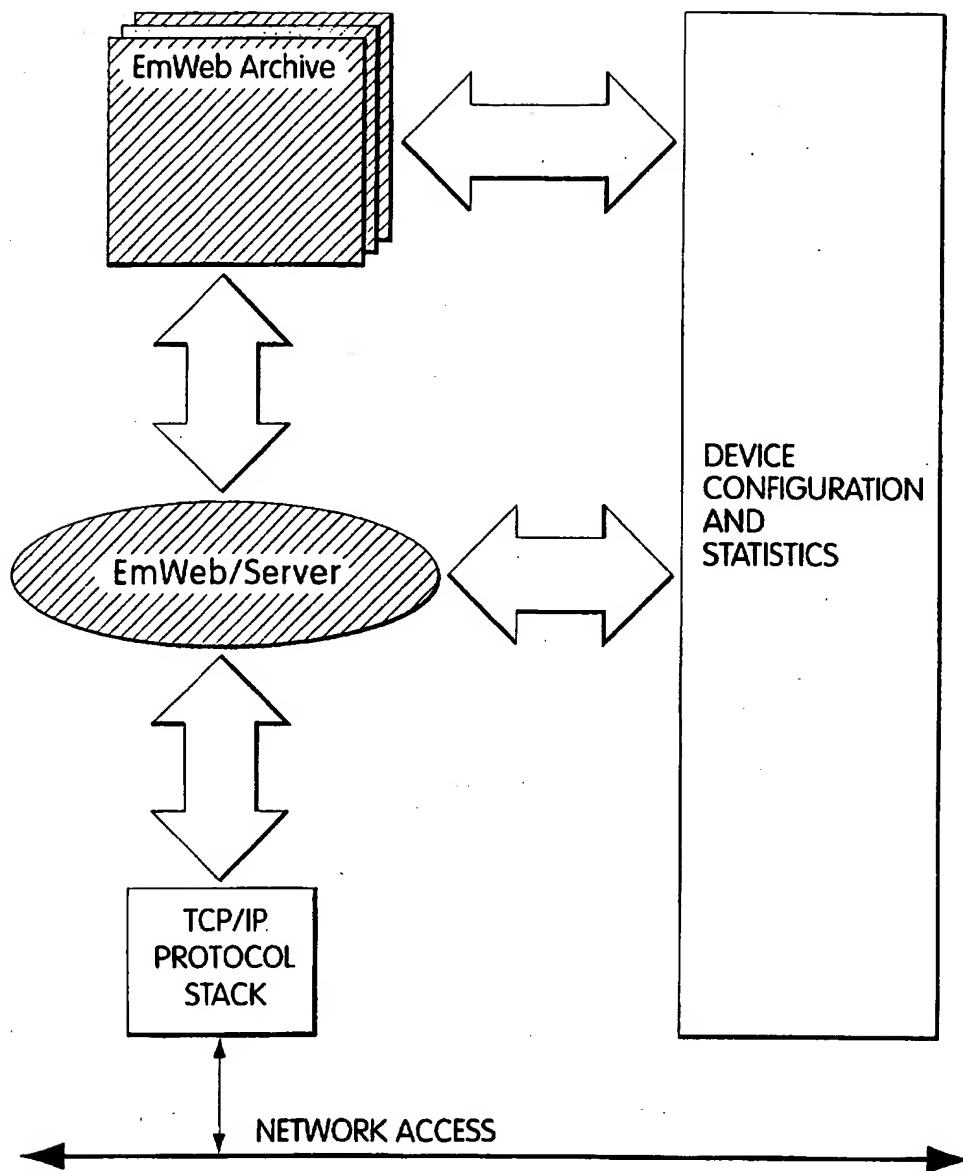 EmWeb Archive
EmWeb/Server
DEVICE
CONFIGURATION
AND
STATISTICS
TCP/IP
PROTOCOL
STACK
NETWORK ACCESS